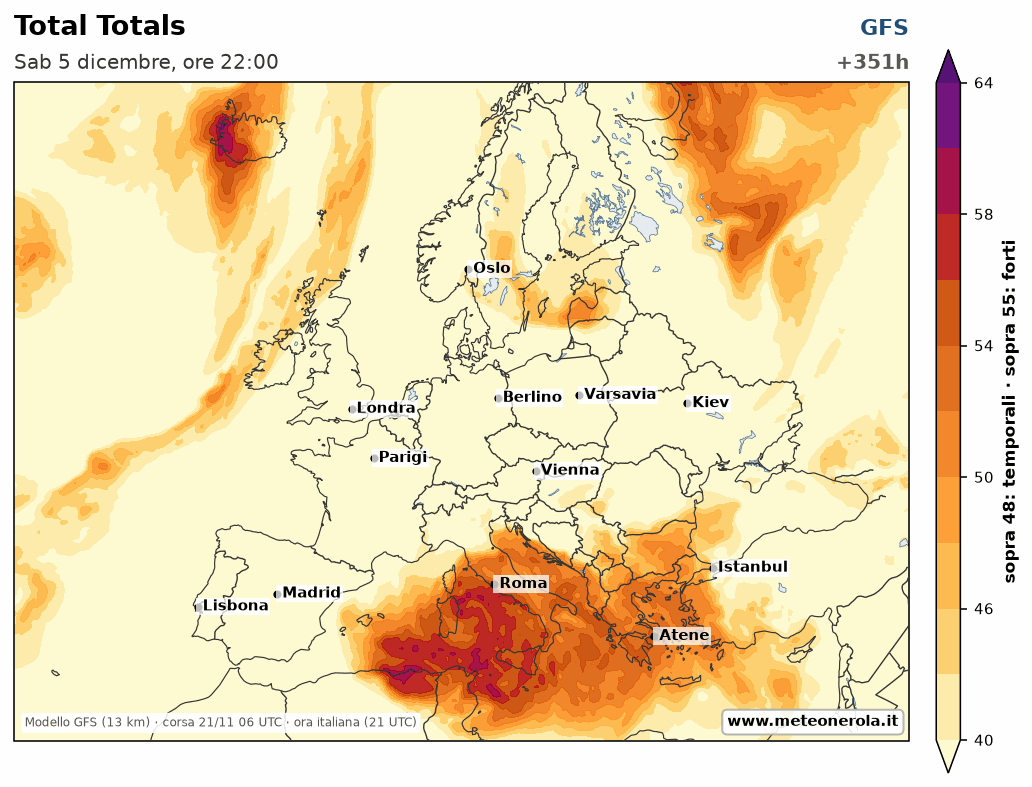 Total Totals
GFS
Sab 5 dicembre, ore 22:00
+351h
64
58
54
50
46
40
sopra 48: temporali · sopra 55: forti
Oslo
Londra
Berlino
Varsavia
Kiev
Parigi
Vienna
Istanbul
Roma
Madrid
Lisbona
Atene
Modello GFS (13 km) · corsa 21/11 06 UTC · ora italiana (21 UTC)
www.meteonerola.it